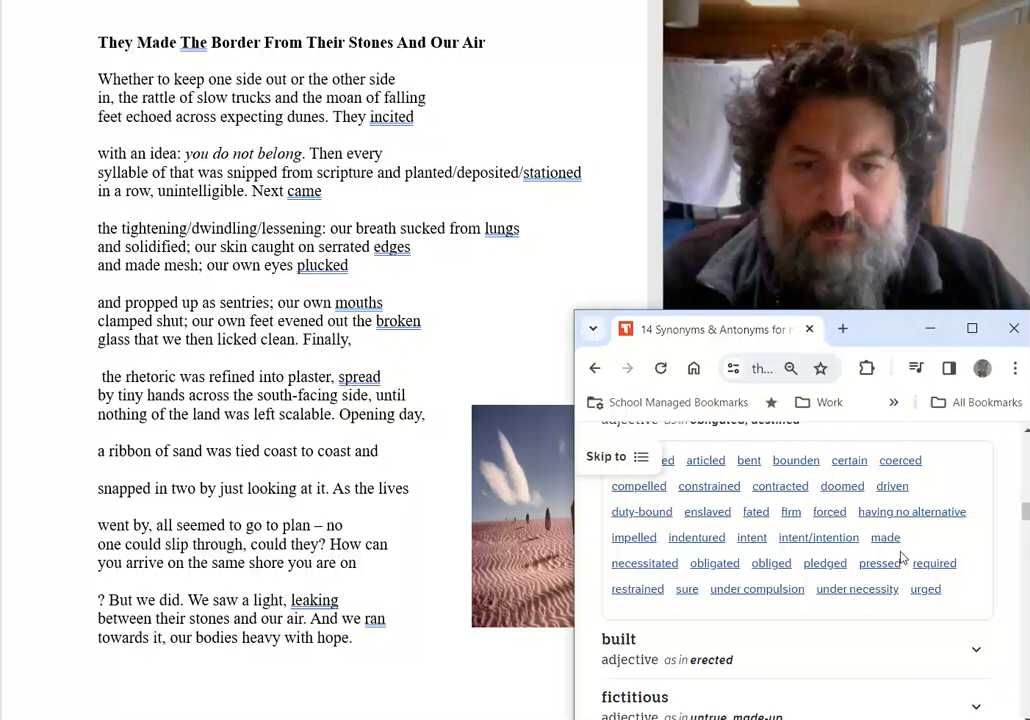 They Made The Border From Their Stones And Our Air
Whether to keep one side out or the other side
in, the rattle of slow trucks and the moan of falling
feet echoed across expecting dunes. They incited
with an idea: you do not belong. Then every
syllable of that was snipped from scripture and planted/deposited/stationed
in a row, unintelligible. Next came
the tightening/dwindling/lessening: our breath sucked from lungs
and solidified; our skin caught on serrated edges
and made mesh; our own eyes plucked
and propped up as sentries; our own mouths
clamped shut; our own feet evened out the broken
glass that we then licked clean. Finally,
the rhetoric was refined into plaster, spread
by tiny hands across the south-facing side, until
nothing of the land was left scalable. Opening day,
a ribbon of sand was tied coast to coast and
snapped in two by just looking at it. As the lives
went by, all seemed to go to plan – no
one could slip through, could they? How can
you arrive on the same shore you are on
? But we did. We saw a light, leaking
between their stones and our air. And we ran
towards it, our bodies heavy with hope.
14 Synonyms & Antonyms for
th...
School Managed Bookmarks
Work
»
All Bookmarks
adjective as in obligated, destined
Skip to
ed articled bent bounden certain coerced
compelled constrained contracted doomed driven
duty-bound enslaved fated firm forced having no alternative
impelled indentured intent intent/intention made
necessitated obligated obliged pledged pressed required
restrained sure under compulsion under necessity urged
built
adjective as in erected
fictitious
adjective as in untrue, made-up